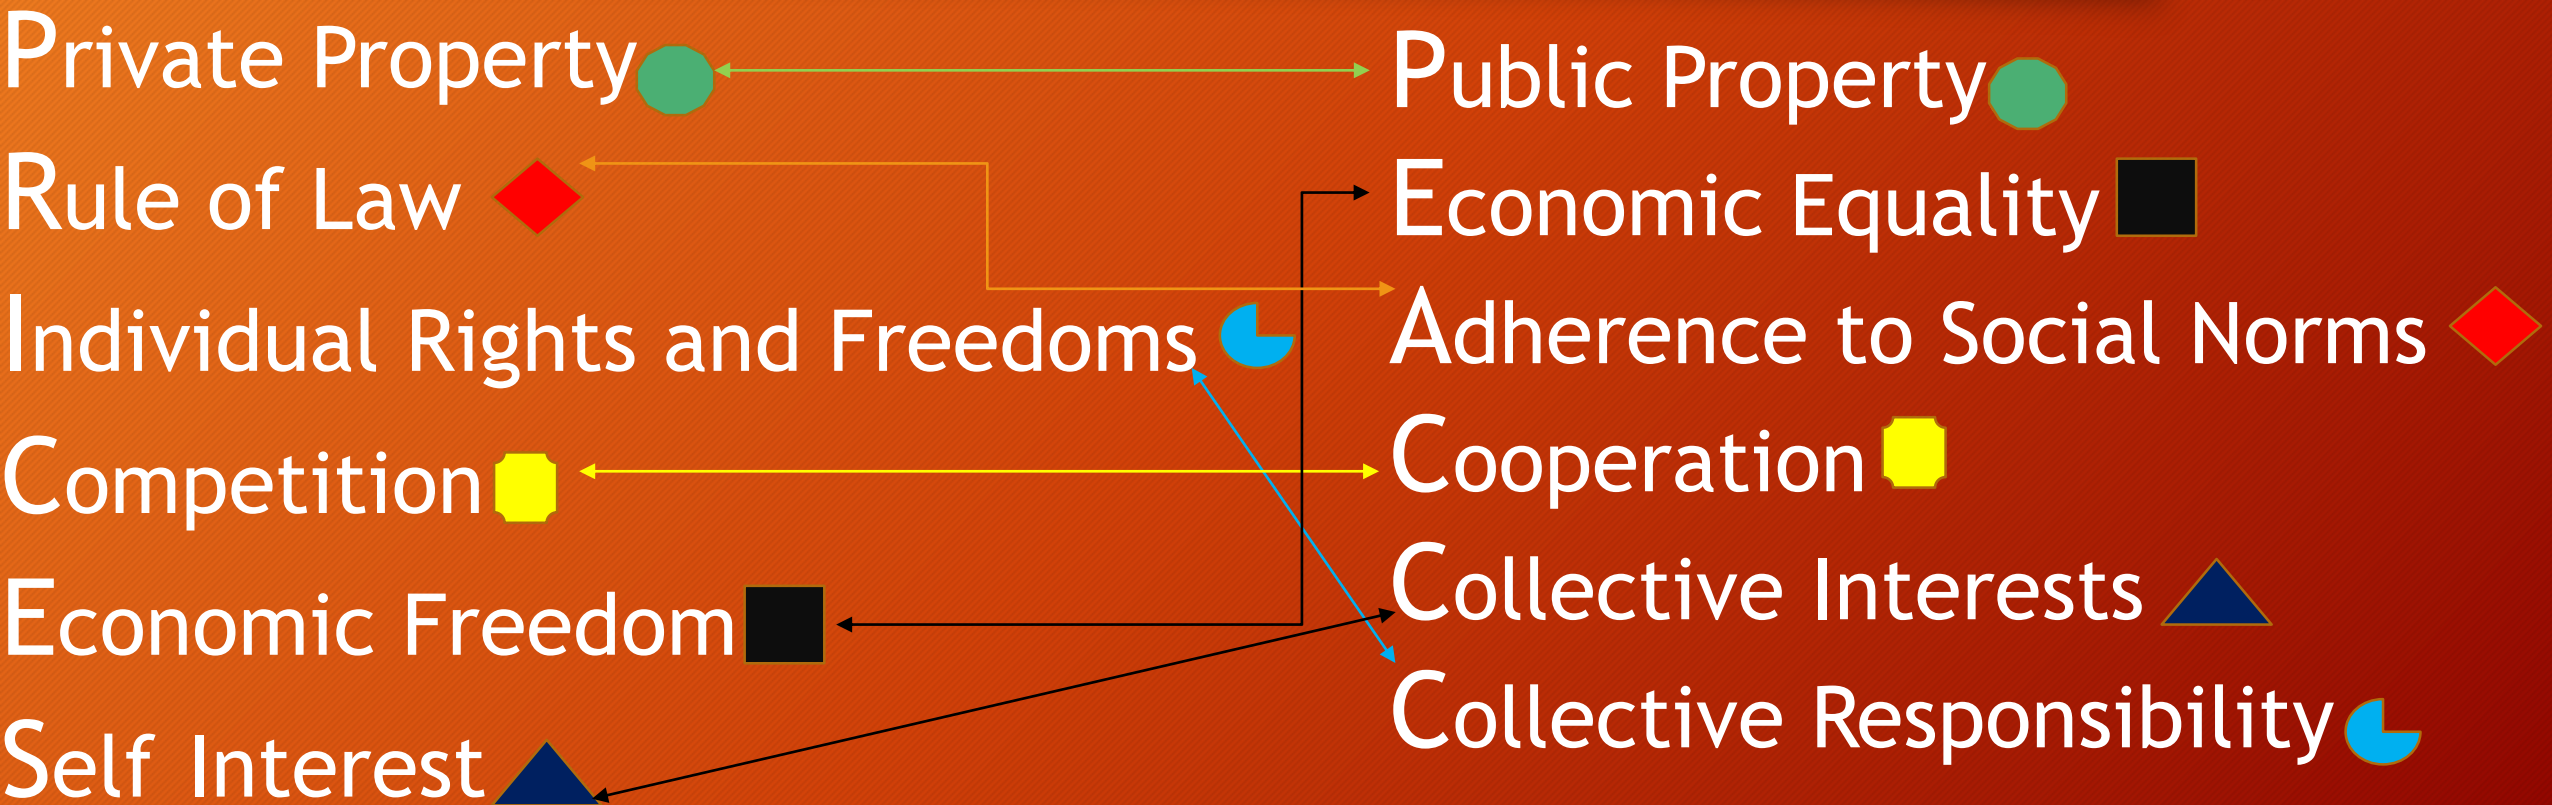 Private Property
Rule of Law
Individual Rights and Freedoms
Competition
Economic Freedom
Self Interest
Public Property
Economic Equality
Adherence to Social Norms
Cooperation
Collective Interests
Collective Responsibility